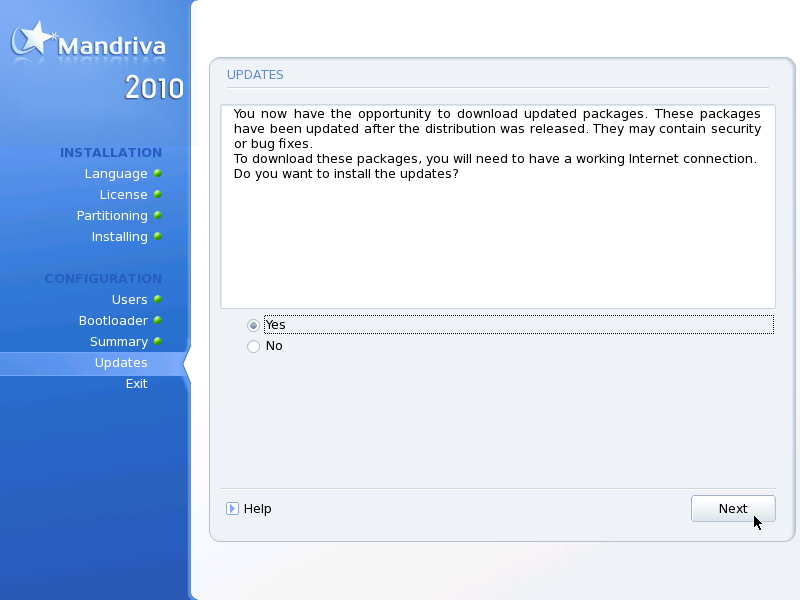 Mandriva
2010
INSTALLATION
Language
License
Partitioning
Installing
CONFIGURATION
Users
Bootloader
Summary
Updates
Exit
UPDATES
You now have the opportunity to download updated packages. These packages
have been updated after the distribution was released. They may contain security
or bug fixes.
To download these packages, you will need to have a working Internet connection.
Do you want to install the updates?
Yes
No
Help
Next